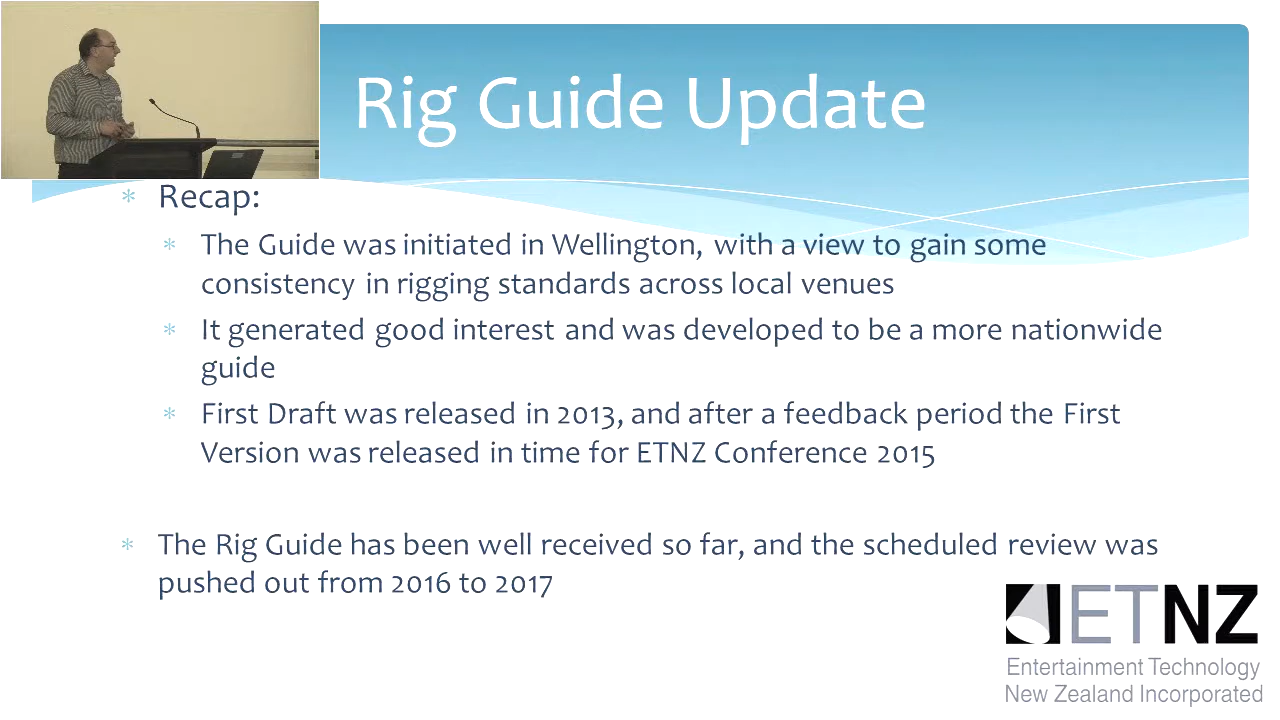 Rig Guide Update
Recap:
The Guide was initiated in Wellington, with a view to gain some
consistency in rigging standards across local venues
It generated good interest and was developed to be a more nationwide
guide
First Draft was released in 2013, and after a feedback period the First
Version was released in time for ETNZ Conference 2015
The Rig Guide has been well received so far, and the scheduled review was
pushed out from 2016 to 2017
ETNZ
Entertainment Technology
New Zealand Incorporated